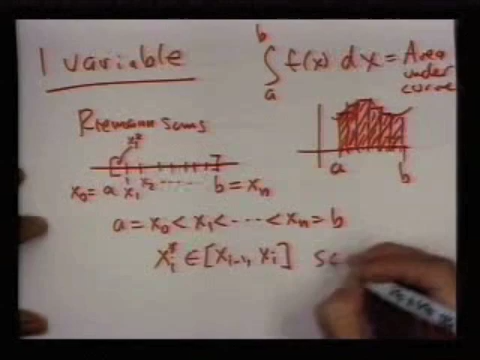 1 variable
∫_a^b f(x) dx = Area under curve
Riemann sums
x₁*
x₀ = a x₁ x₂ ...... b = xₙ
a b
a = x₀ < x₁ < ··· < xₙ = b
xᵢ* ∈ [xᵢ₋₁, xᵢ]